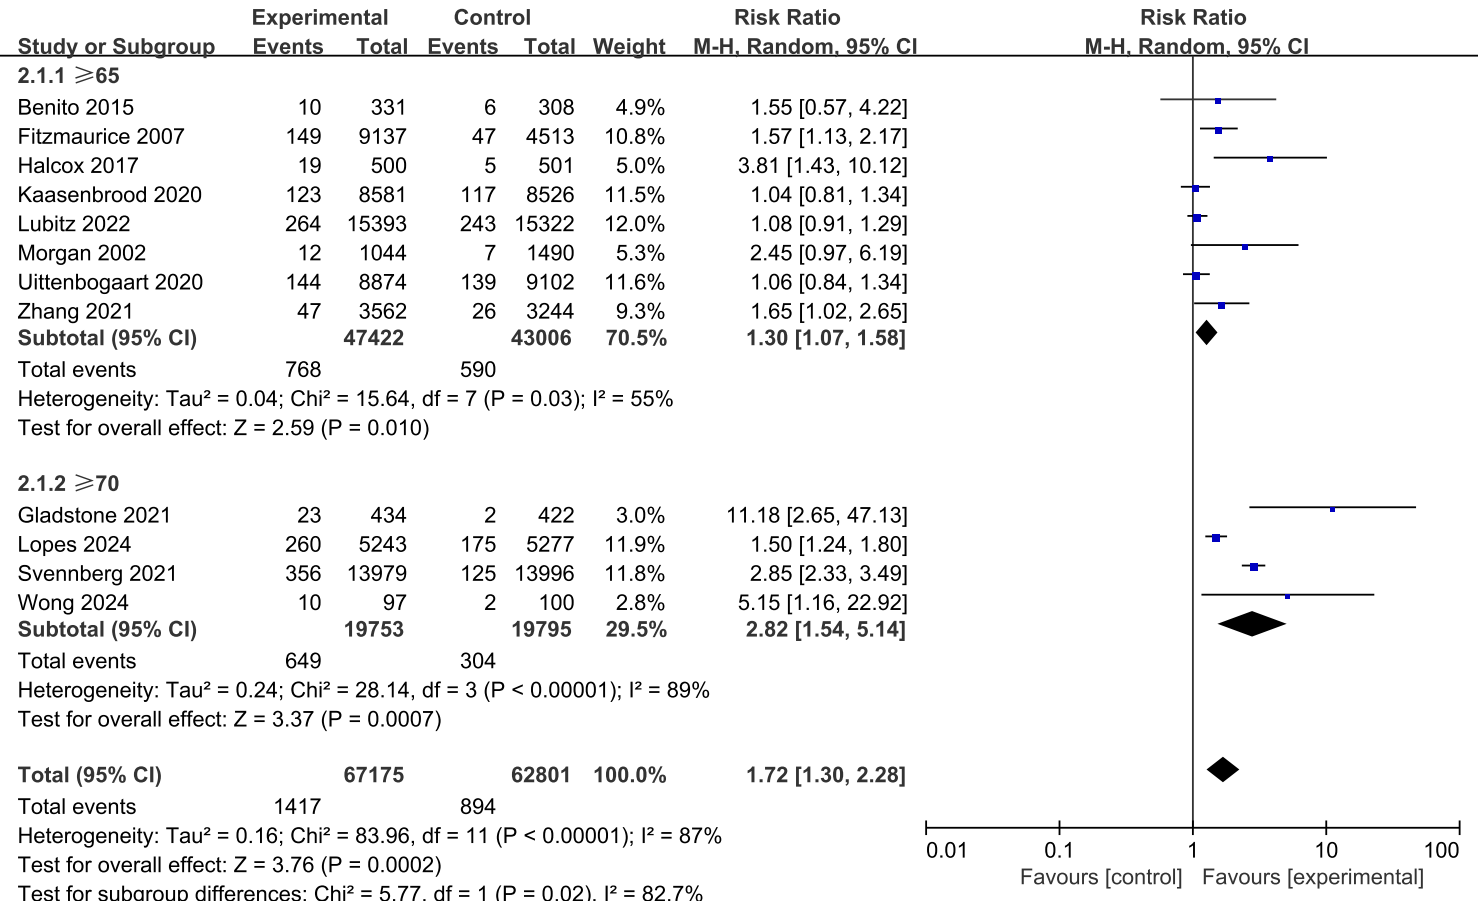 Experimental Control Risk Ratio Risk Ratio
Study or Subgroup Events Total Events Total Weight M-H, Random, 95% CI M-H, Random, 95% CI
2.1.1 ⩾65
Benito 2015 10 331 6 308 4.9% 1.55 [0.57, 4.22]
Fitzmaurice 2007 149 9137 47 4513 10.8% 1.57 [1.13, 2.17]
Halcox 2017 19 500 5 501 5.0% 3.81 [1.43, 10.12]
Kaasenbrood 2020 123 8581 117 8526 11.5% 1.04 [0.81, 1.34]
Lubitz 2022 264 15393 243 15322 12.0% 1.08 [0.91, 1.29]
Morgan 2002 12 1044 7 1490 5.3% 2.45 [0.97, 6.19]
Uittenbogaart 2020 144 8874 139 9102 11.6% 1.06 [0.84, 1.34]
Zhang 2021 47 3562 26 3244 9.3% 1.65 [1.02, 2.65]
Subtotal (95% CI) 47422 43006 70.5% 1.30 [1.07, 1.58]
Total events 768 590
Heterogeneity: Tau² = 0.04; Chi² = 15.64, df = 7 (P = 0.03); I² = 55%
Test for overall effect: Z = 2.59 (P = 0.010)
2.1.2 ⩾70
Gladstone 2021 23 434 2 422 3.0% 11.18 [2.65, 47.13]
Lopes 2024 260 5243 175 5277 11.9% 1.50 [1.24, 1.80]
Svennberg 2021 356 13979 125 13996 11.8% 2.85 [2.33, 3.49]
Wong 2024 10 97 2 100 2.8% 5.15 [1.16, 22.92]
Subtotal (95% CI) 19753 19795 29.5% 2.82 [1.54, 5.14]
Total events 649 304
Heterogeneity: Tau² = 0.24; Chi² = 28.14, df = 3 (P < 0.00001); I² = 89%
Test for overall effect: Z = 3.37 (P = 0.0007)
Total (95% CI) 67175 62801 100.0% 1.72 [1.30, 2.28]
Total events 1417 894
Heterogeneity: Tau² = 0.16; Chi² = 83.96, df = 11 (P < 0.00001); I² = 87%
Test for overall effect: Z = 3.76 (P = 0.0002)
Test for subgroup differences: Chi² = 5.77, df = 1 (P = 0.02), I² = 82.7%
0.01 0.1 1 10 100
Favours [control] Favours [experimental]